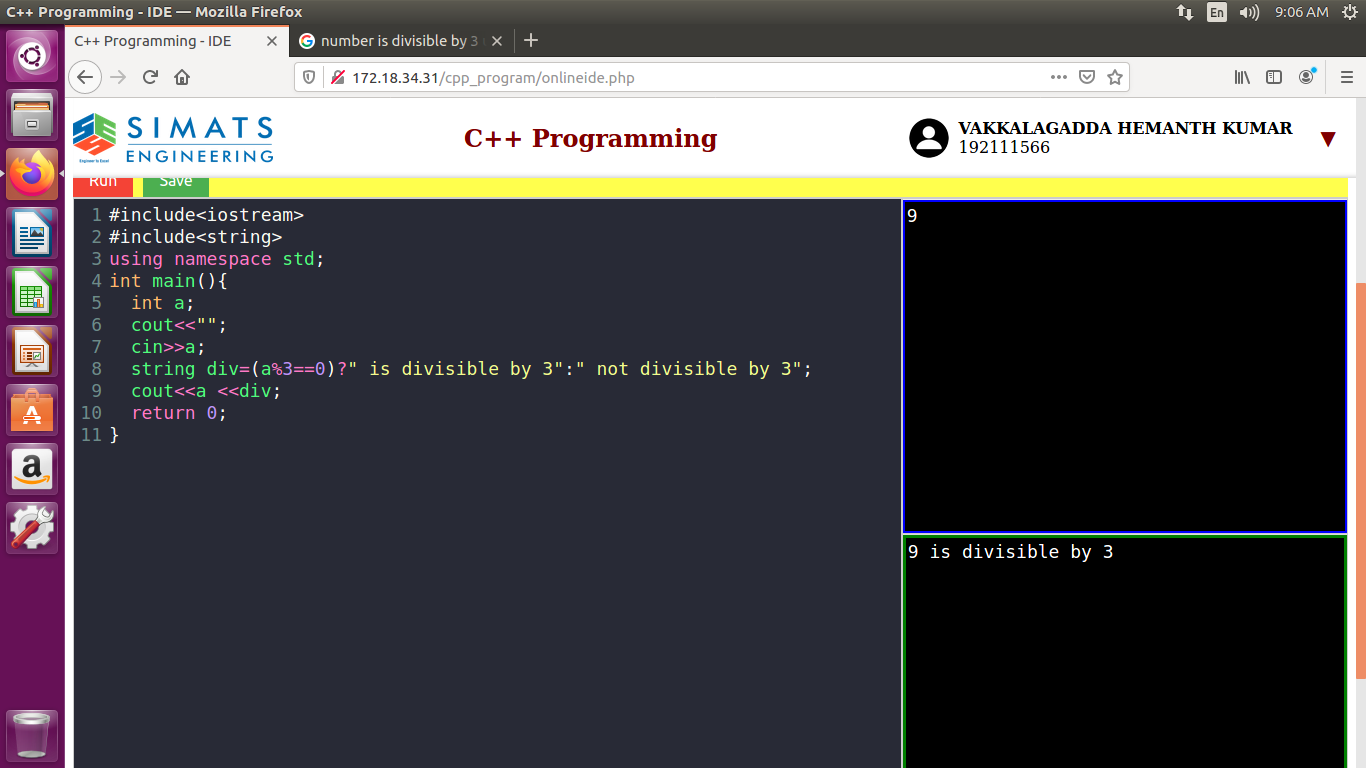 C++ Programming - IDE — Mozilla Firefox
En
9:06 AM
C++ Programming - IDE
number is divisible by 3
172.18.34.31/cpp_program/onlineide.php
SIMATS
ENGINEERING
Engineer to Excel
C++ Programming
VAKKALAGADDA HEMANTH KUMAR
192111566
Run
Save
1 #include<iostream>
2 #include<string>
3 using namespace std;
4 int main(){
5 int a;
6 cout<<"";
7 cin>>a;
8 string div=(a%3==0)?" is divisible by 3":" not divisible by 3";
9 cout<<a <<div;
10 return 0;
11 }
9
9 is divisible by 3